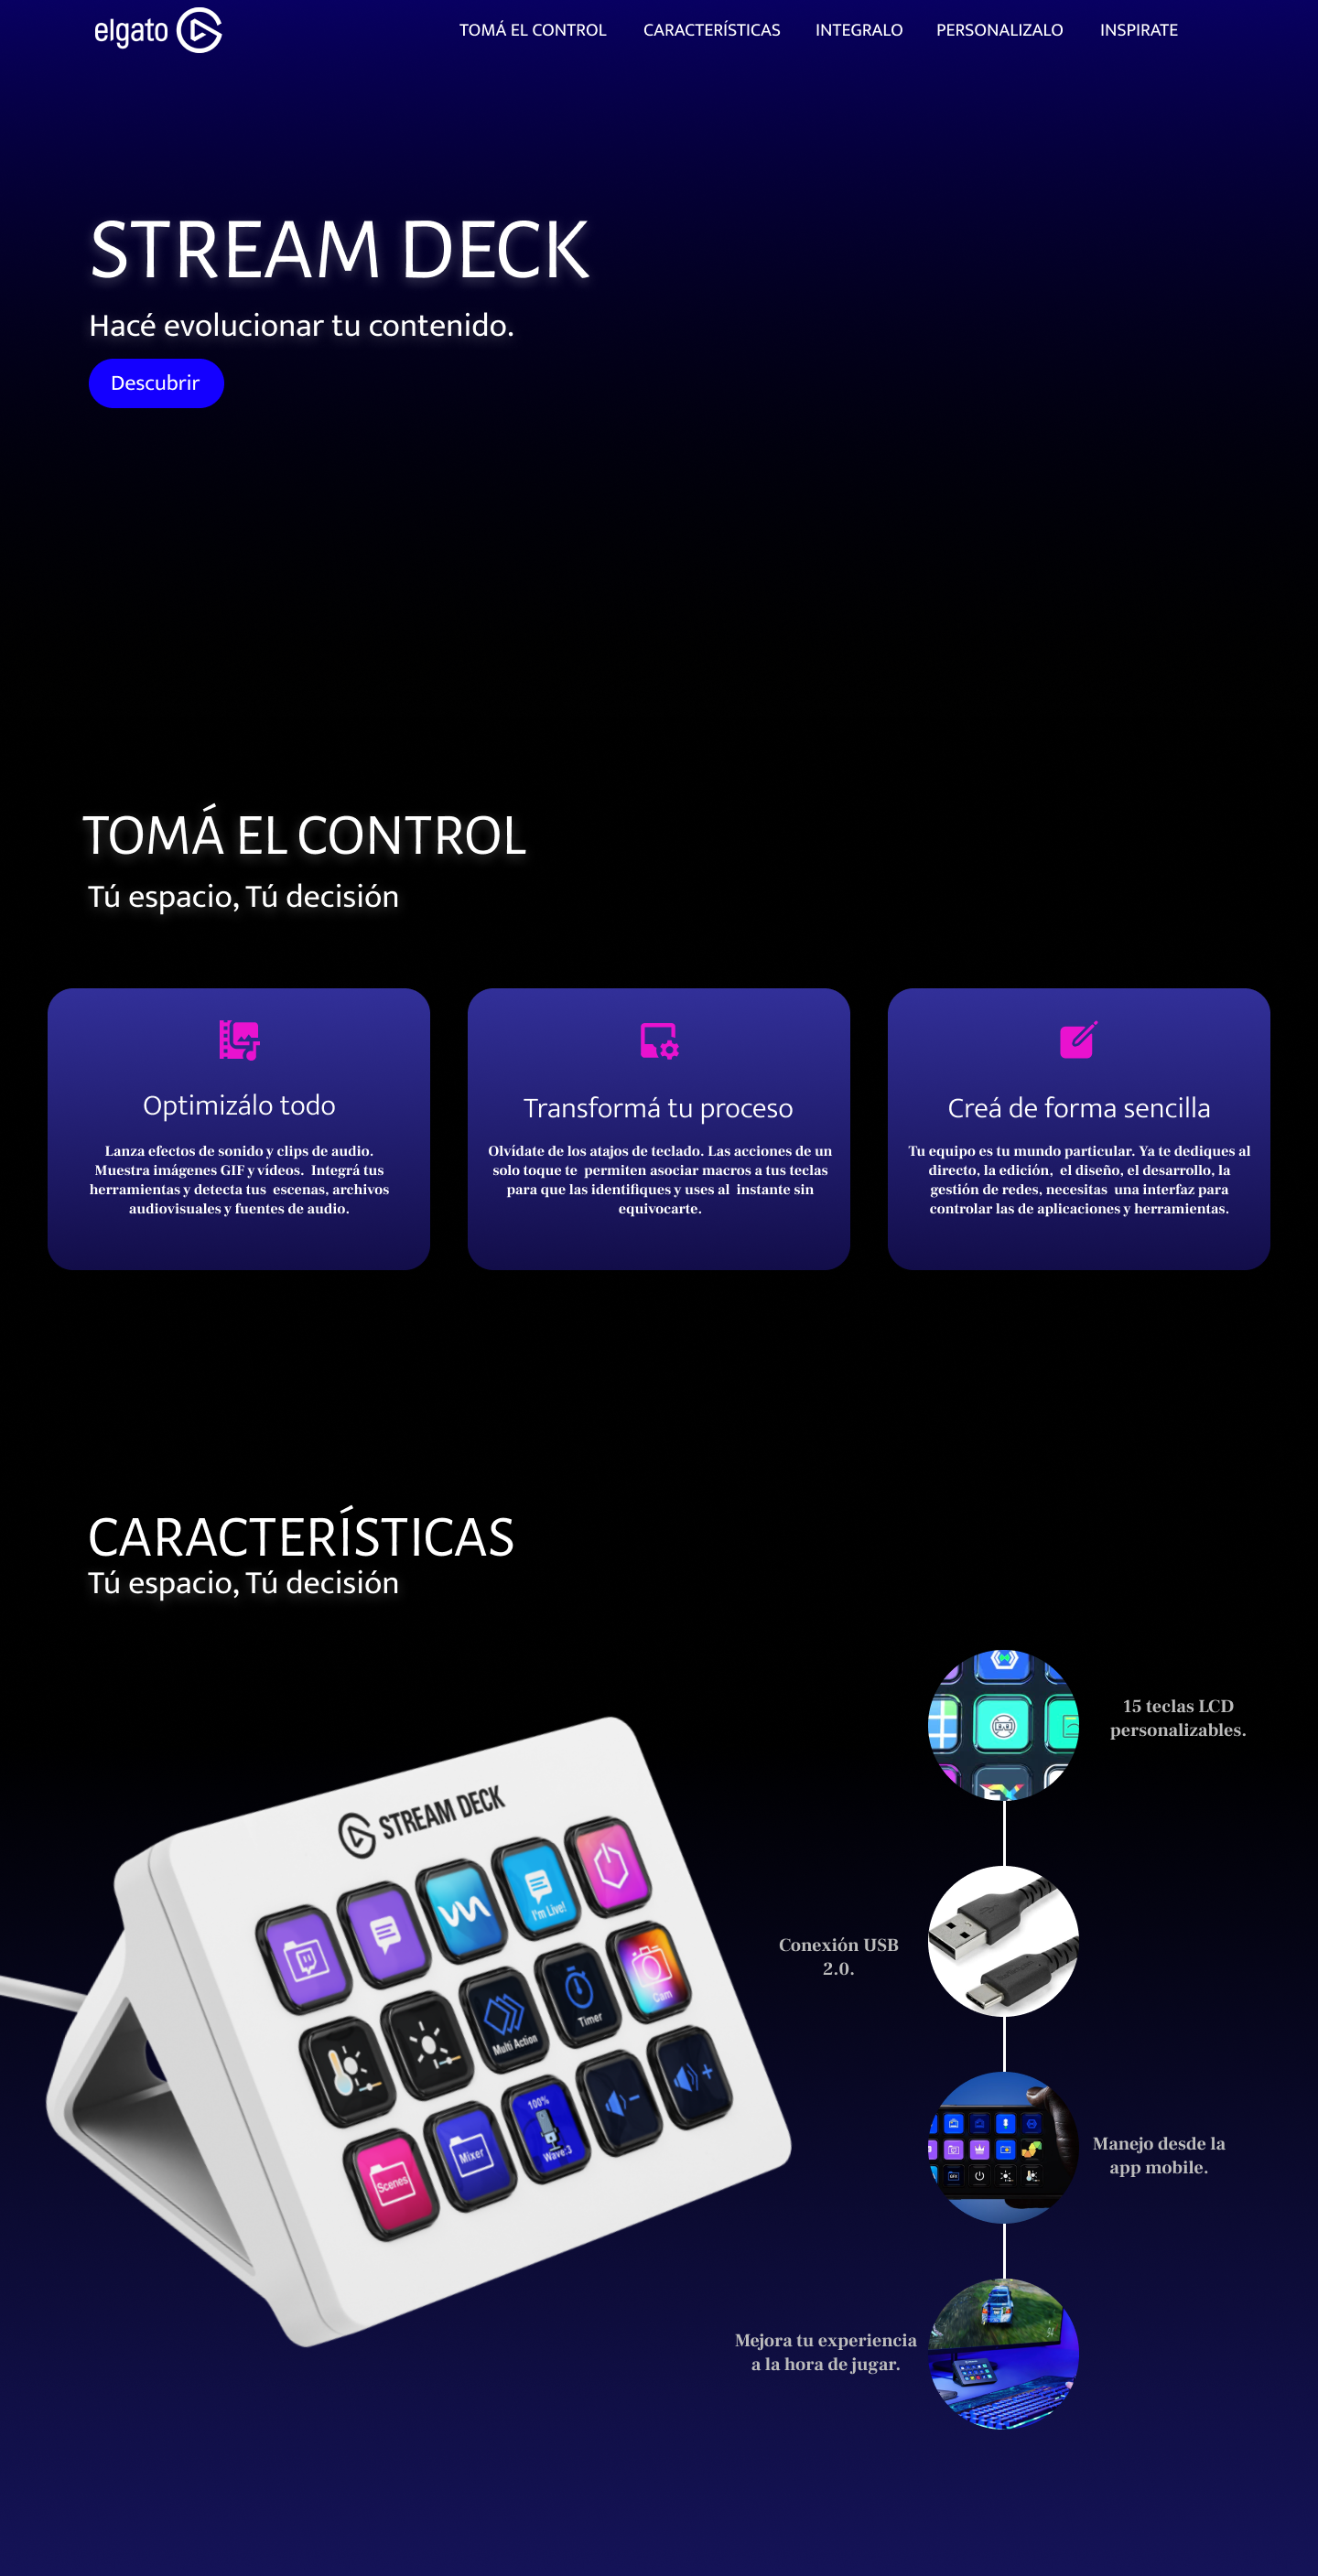 elgato
TOMÁ EL CONTROL
CARACTERÍSTICAS
INTEGRALO
PERSONALIZALO
INSPIRATE
STREAM DECK
Hacé evolucionar tu contenido.
Descubrir
TOMÁ EL CONTROL
Tú espacio, Tú decisión
Optimizálo todo
Lanza efectos de sonido y clips de audio.
Muestra imágenes GIF y vídeos. Integrá tus
herramientas y detecta tus escenas, archivos
audiovisuales y fuentes de audio.
Transformá tu proceso
Olvídate de los atajos de teclado. Las acciones de un
solo toque te permiten asociar macros a tus teclas
para que las identifiques y uses al instante sin
equivocarte.
Creá de forma sencilla
Tu equipo es tu mundo particular. Ya te dediques al
directo, la edición, el diseño, el desarrollo, la
gestión de redes, necesitas una interfaz para
controlar las de aplicaciones y herramientas.
CARACTERÍSTICAS
Tú espacio, Tú decisión
15 teclas LCD
personalizables.
STREAM DECK
I'm Live!
Cam
Timer
Multi Action
100%
Wave:3
Mixer
Scenes
Conexión USB
2.0.
Manejo desde la
app mobile.
Mejora tu experiencia
a la hora de jugar.